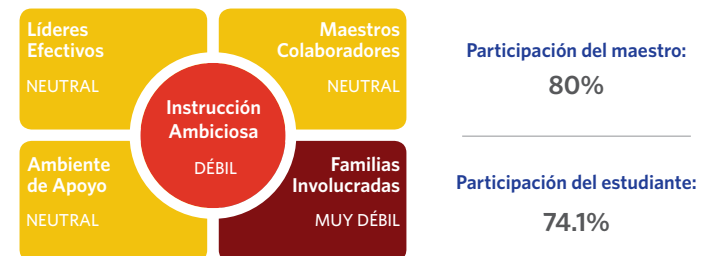 Líderes
Efectivos
NEUTRAL
Maestros
Colaboradores
NEUTRAL
Instrucción
Ambiciosa
DÉBIL
Ambiente
de Apoyo
NEUTRAL
Familias
Involucradas
MUY DÉBIL
Participación del maestro:
80%
Participación del estudiante:
74.1%